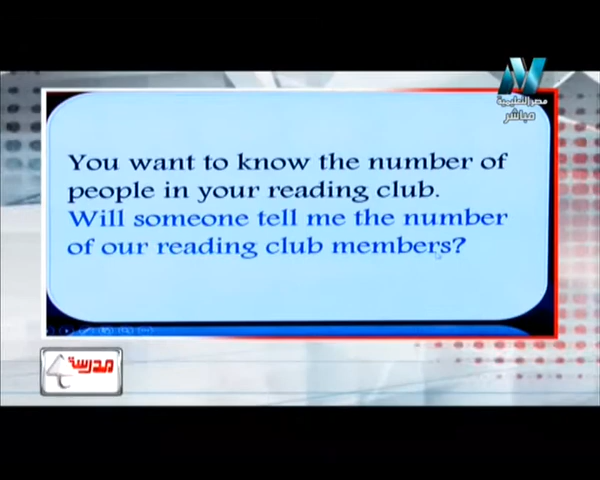 مصر التعليمية
مباشر
You want to know the number of
people in your reading club.
Will someone tell me the number
of our reading club members?
مدرسة